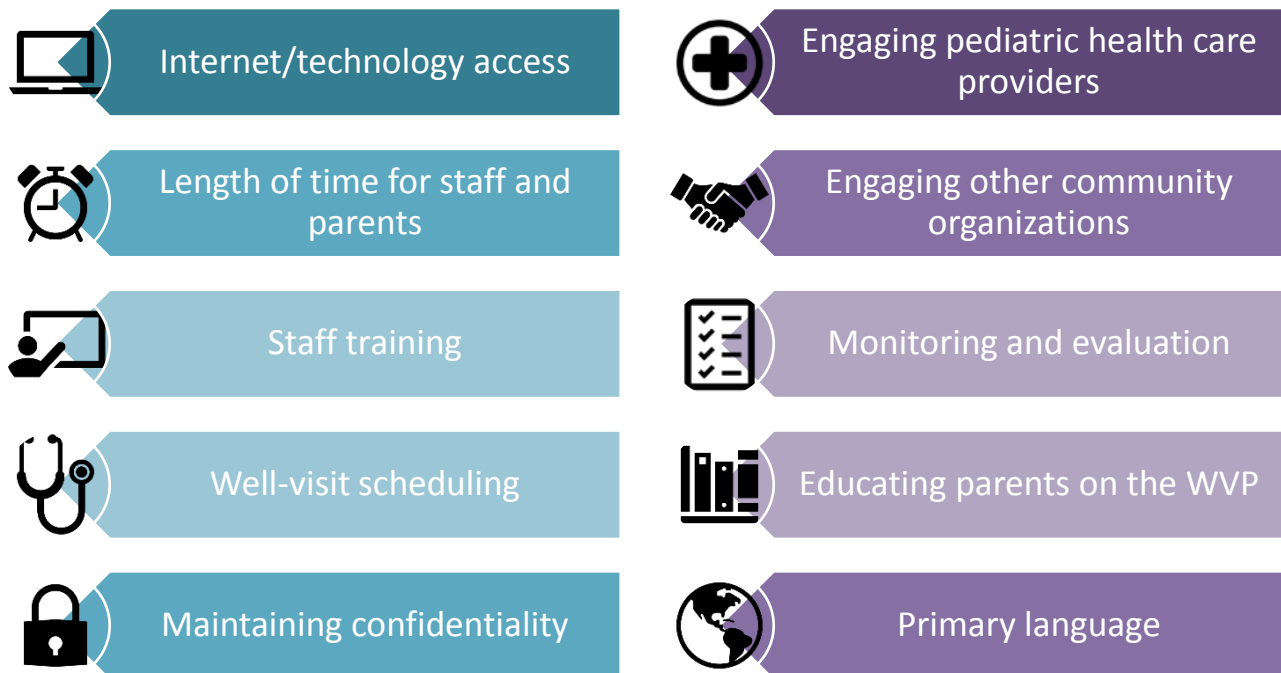 Internet/technology access
Length of time for staff and
parents
Staff training
Well-visit scheduling
Maintaining confidentiality
Engaging pediatric health care
providers
Engaging other community
organizations
Monitoring and evaluation
Educating parents on the WVP
Primary language